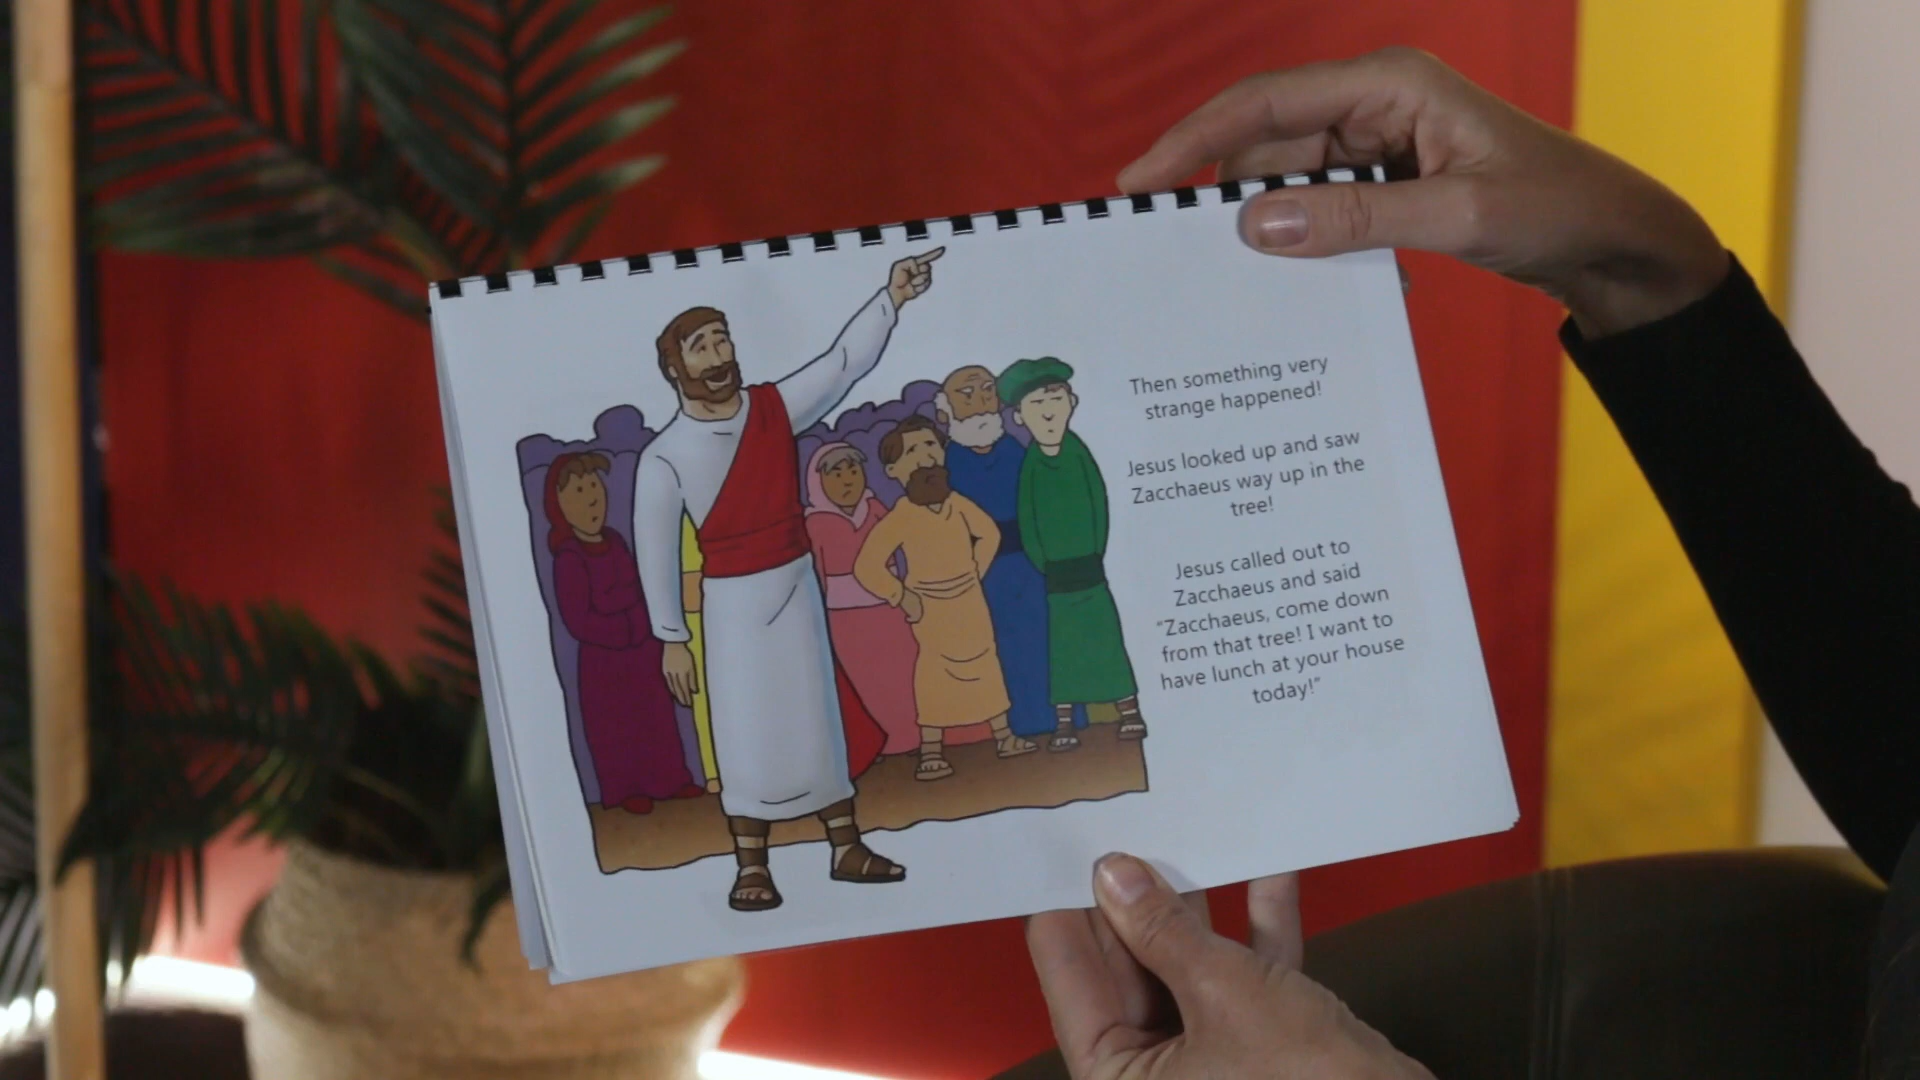 Then something very
strange happened!
Jesus looked up and saw
Zacchaeus way up in the
tree!
Jesus called out to
Zacchaeus and said
"Zacchaeus, come down
from that tree! I want to
have lunch at your house
today!"